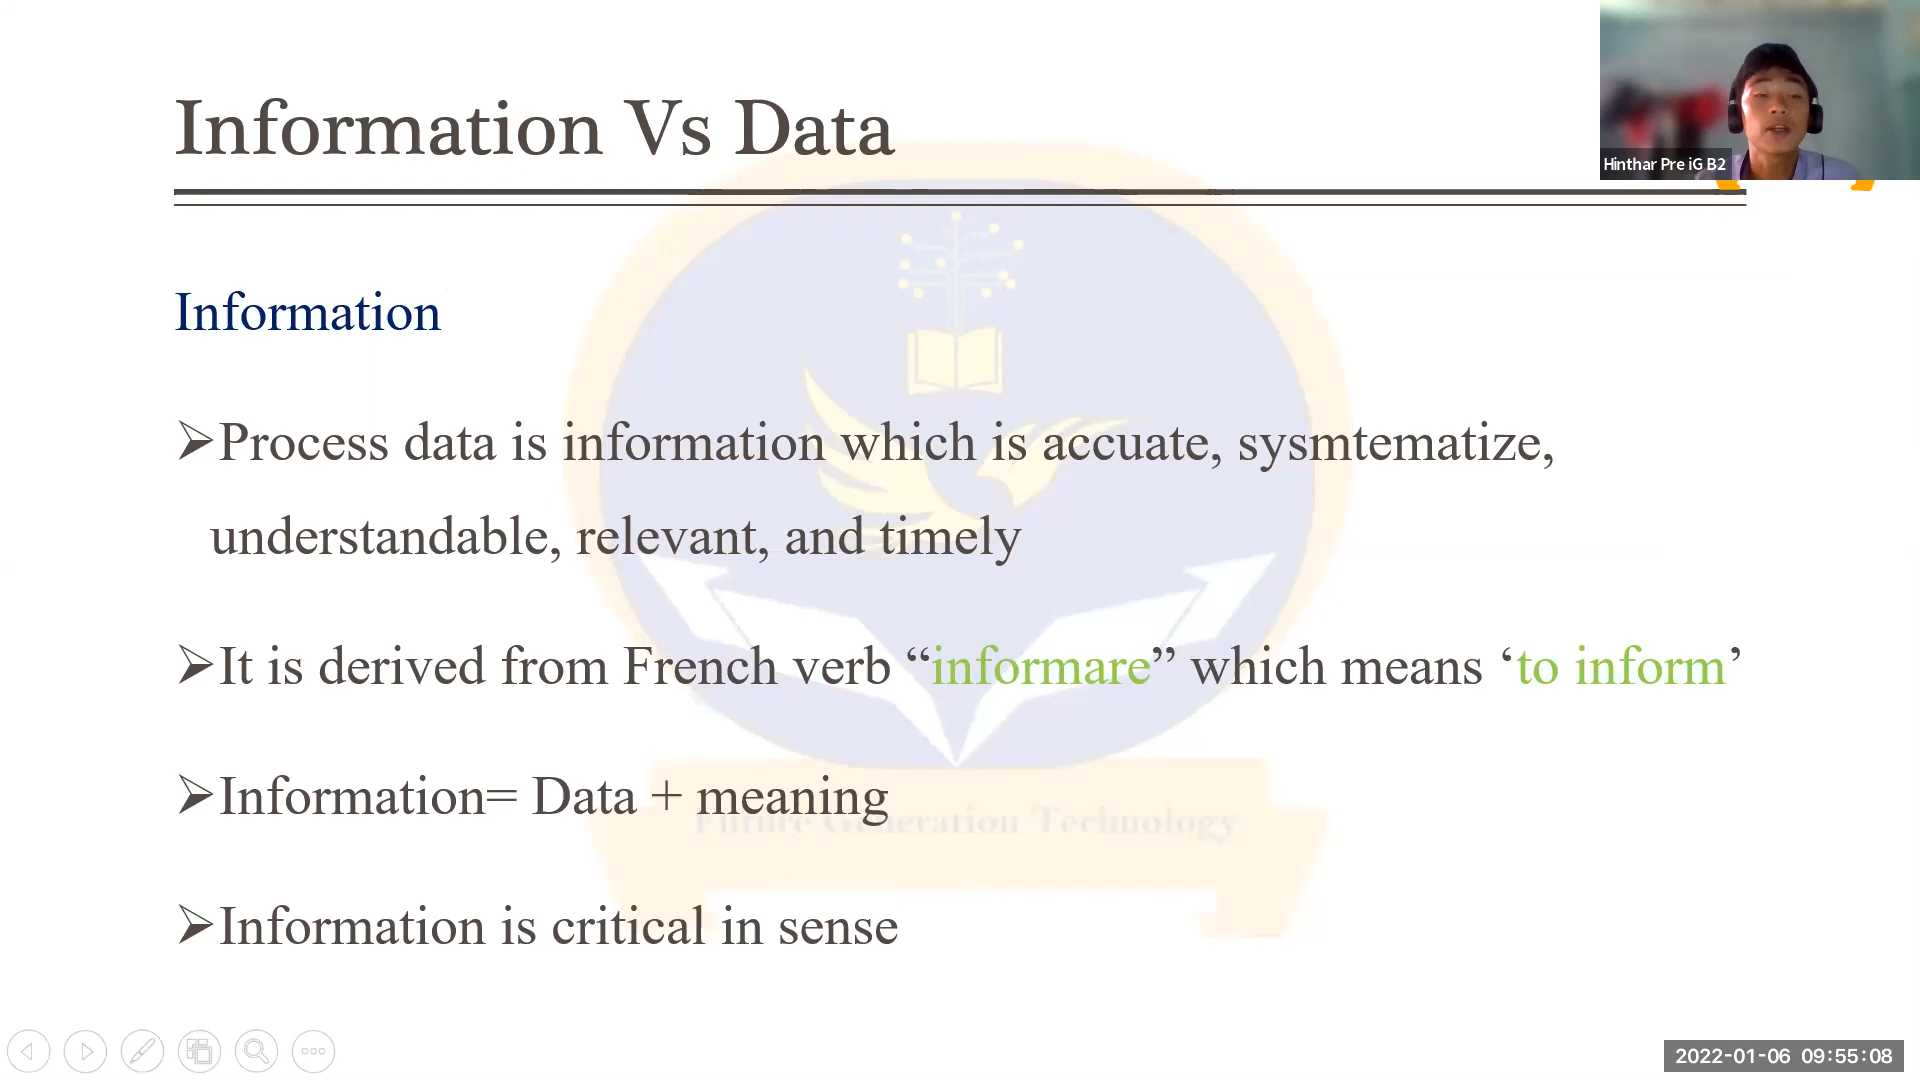 Information Vs Data
Hinthar Pre iG B2
Information
➢Process data is information which is accuate, sysmtematize,
understandable, relevant, and timely
➢It is derived from French verb “informare” which means ‘to inform’
➢Information= Data + meaning
Future Generation Technology
➢Information is critical in sense
2022-01-06 09:55:08